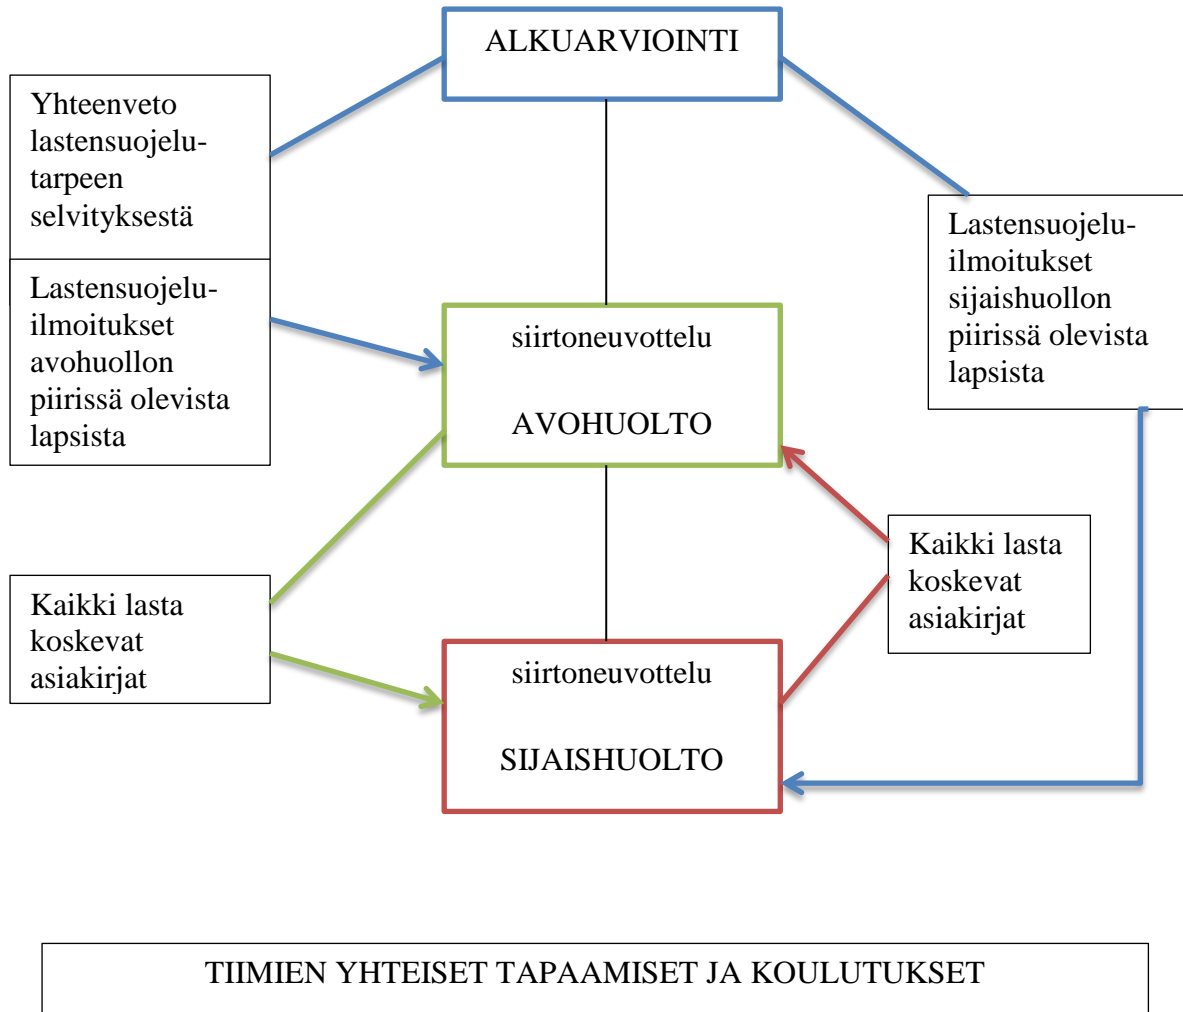 ALKUARVIOINTI
Yhteenveto
lastensuojelu-
tarpeen
selvityksestä
Lastensuojelu-
ilmoitukset
avohuollon
piirissä olevista
lapsista
Lastensuojelu-
ilmoitukset
sijaishuollon
piirissä olevista
lapsista
siirtoneuvottelu
AVOHUOLTO
Kaikki lasta
koskevat
asiakirjat
Kaikki lasta
koskevat
asiakirjat
siirtoneuvottelu
SIJAISHUOLTO
TIIMIEN YHTEISET TAPAAMISET JA KOULUTUKSET